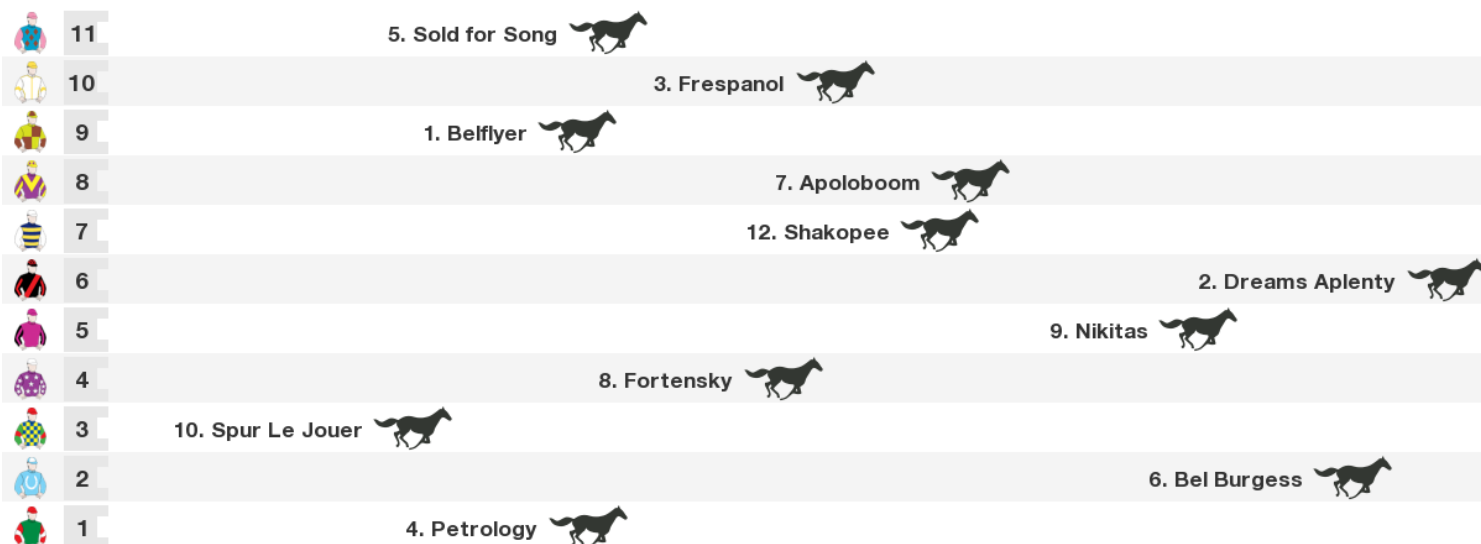 11 5. Sold for Song
10 3. Frespanol
9 1. Belflyer
8 7. Apoloboom
7 12. Shakopee
6 2. Dreams Aplenty
5 9. Nikitas
4 8. Fortensky
3 10. Spur Le Jouer
2 6. Bel Burgess
1 4. Petrology